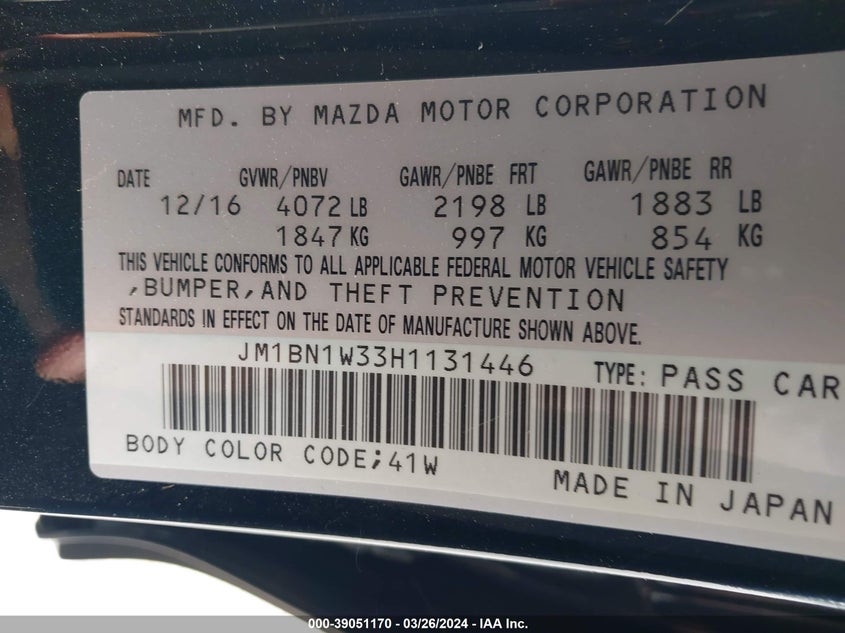 MFD. BY MAZDA MOTOR CORPORATION
DATE GVWR/PNBV GAWR/PNBE FRT GAWR/PNBE RR
12/16 4072 LB 2198 LB 1883 LB
1847 KG 997 KG 854 KG
THIS VEHICLE CONFORMS TO ALL APPLICABLE FEDERAL MOTOR VEHICLE SAFETY
,BUMPER,AND THEFT PREVENTION
STANDARDS IN EFFECT ON THE DATE OF MANUFACTURE SHOWN ABOVE.
JM1BN1W33H1131446 TYPE: PASS CAR
BODY COLOR CODE;41W MADE IN JAPAN
000-39051170 — 03/26/2024 — IAA Inc.